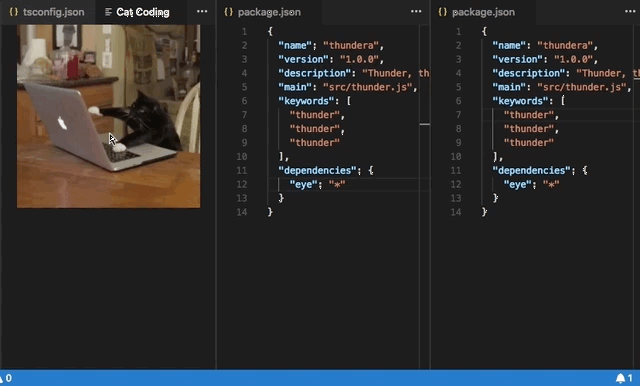 {} tsconfig.json
Cat Coding
...
{} package.json
...
1 {
2 "name": "thundera",
3 "version": "1.0.0",
4 "description": "Thunder, th
5 "main": "src/thunder.js",
6 "keywords": [
7 "thunder",
8 "thunder",
9 "thunder"
10 ],
11 "dependencies": {
12 "eye": "*"
13 }
14 }
{} package.json
...
1 {
2 "name": "thundera",
3 "version": "1.0.0",
4 "description": "Thunder, t
5 "main": "src/thunder.js",
6 "keywords": [
7 "thunder",
8 "thunder",
9 "thunder"
10 ],
11 "dependencies": {
12 "eye": "*"
13 }
14 }
0
1